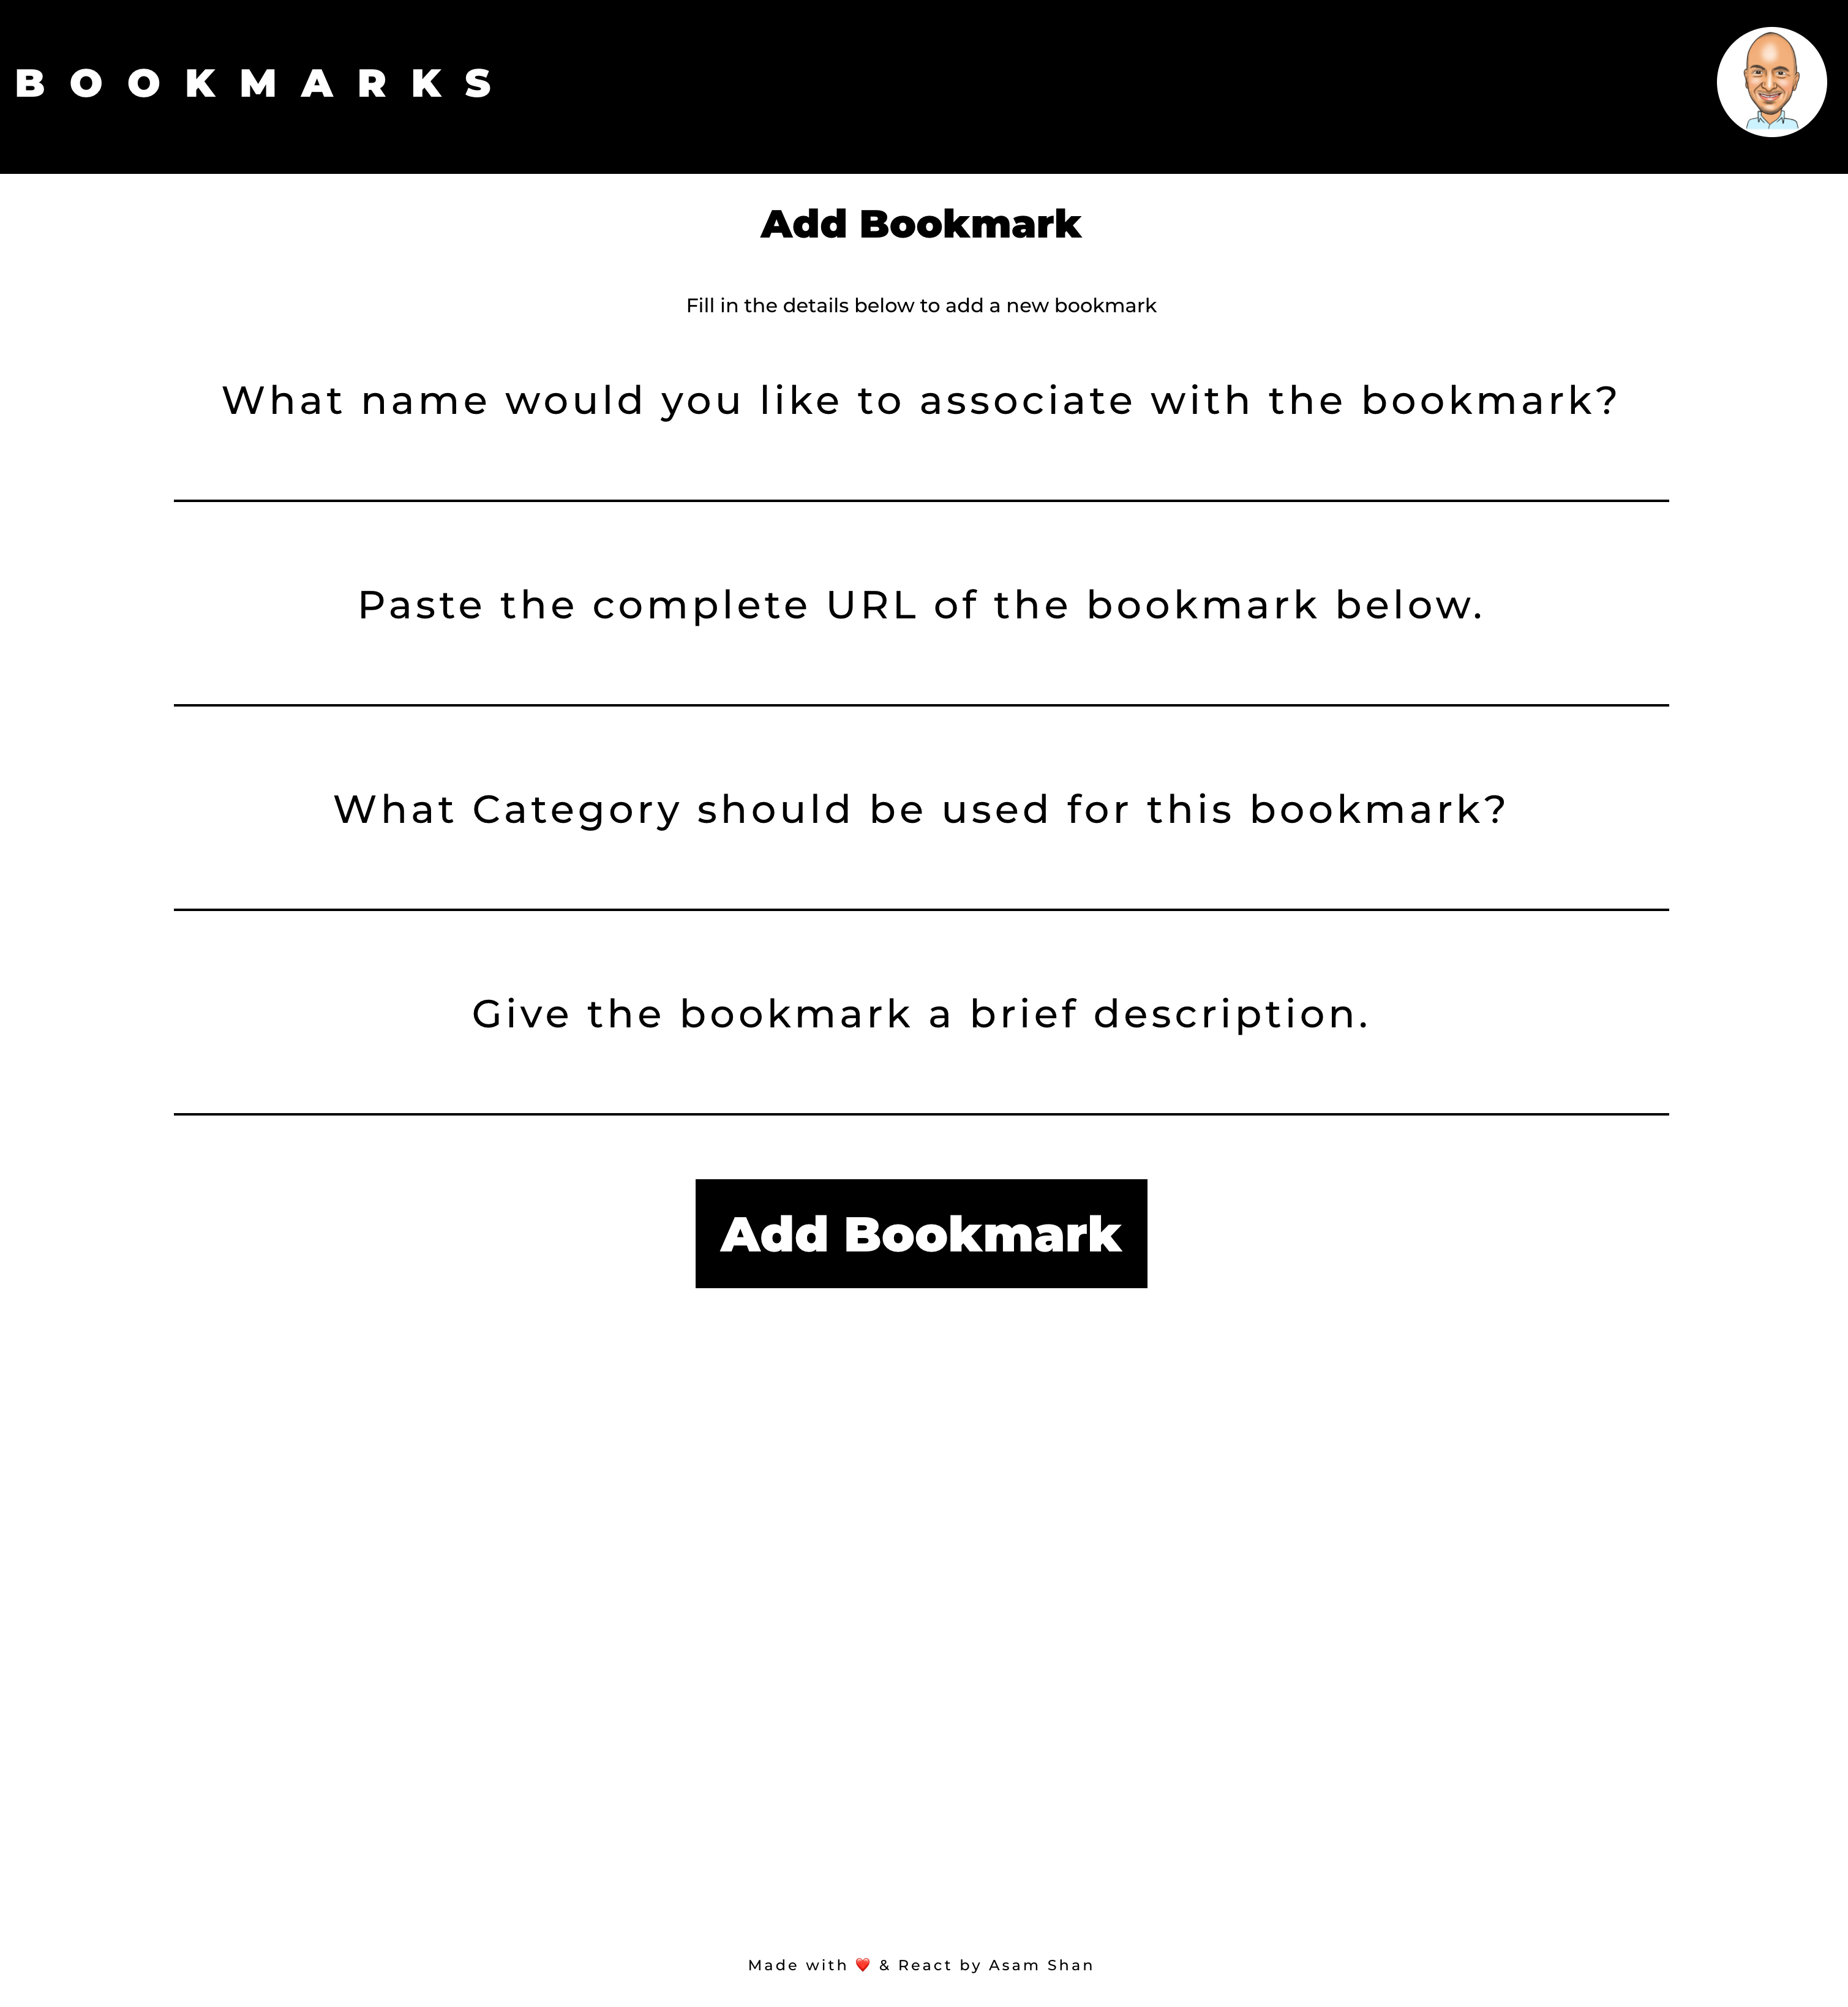 BOOKMARKS
Add Bookmark
Fill in the details below to add a new bookmark
What name would you like to associate with the bookmark?
Paste the complete URL of the bookmark below.
What Category should be used for this bookmark?
Give the bookmark a brief description.
Add Bookmark
Made with ❤️ & React by Asam Shan